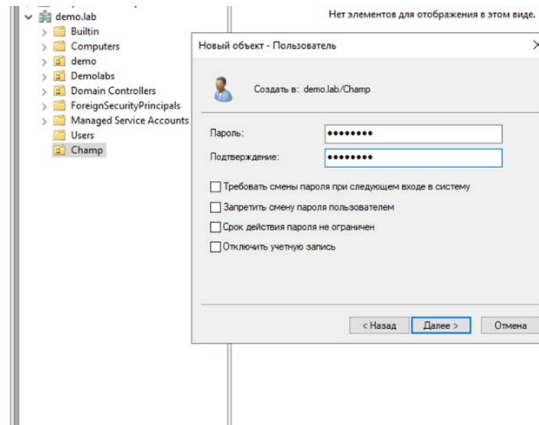 demo.lab
Builtin
Computers
demo
Demolabs
Domain Controllers
ForeignSecurityPrincipals
Managed Service Accounts
Users
Champ
Нет элементов для отображения в этом виде.
Новый объект - Пользователь
Создать в: demo.lab/Champ
Пароль:
Подтверждение:
Требовать смены пароля при следующем входе в систему
Запретить смену пароля пользователем
Срок действия пароля не ограничен
Отключить учетную запись
< Назад
Далее >
Отмена